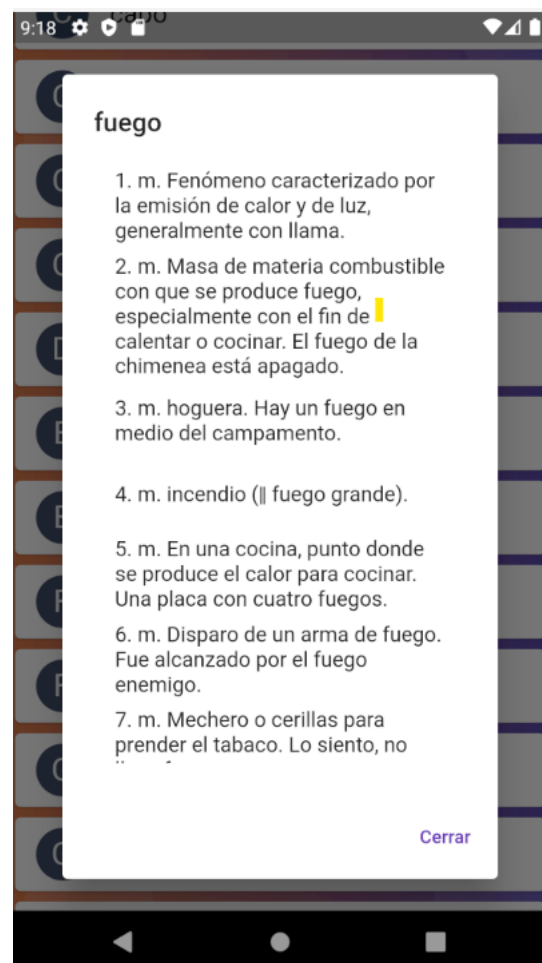 9:18
capo
fuego
1. m. Fenómeno caracterizado por
la emisión de calor y de luz,
generalmente con llama.
2. m. Masa de materia combustible
con que se produce fuego,
especialmente con el fin de
calentar o cocinar. El fuego de la
chimenea está apagado.
3. m. hoguera. Hay un fuego en
medio del campamento.
4. m. incendio (‖ fuego grande).
5. m. En una cocina, punto donde
se produce el calor para cocinar.
Una placa con cuatro fuegos.
6. m. Disparo de un arma de fuego.
Fue alcanzado por el fuego
enemigo.
7. m. Mechero o cerillas para
prender el tabaco. Lo siento, no
Cerrar